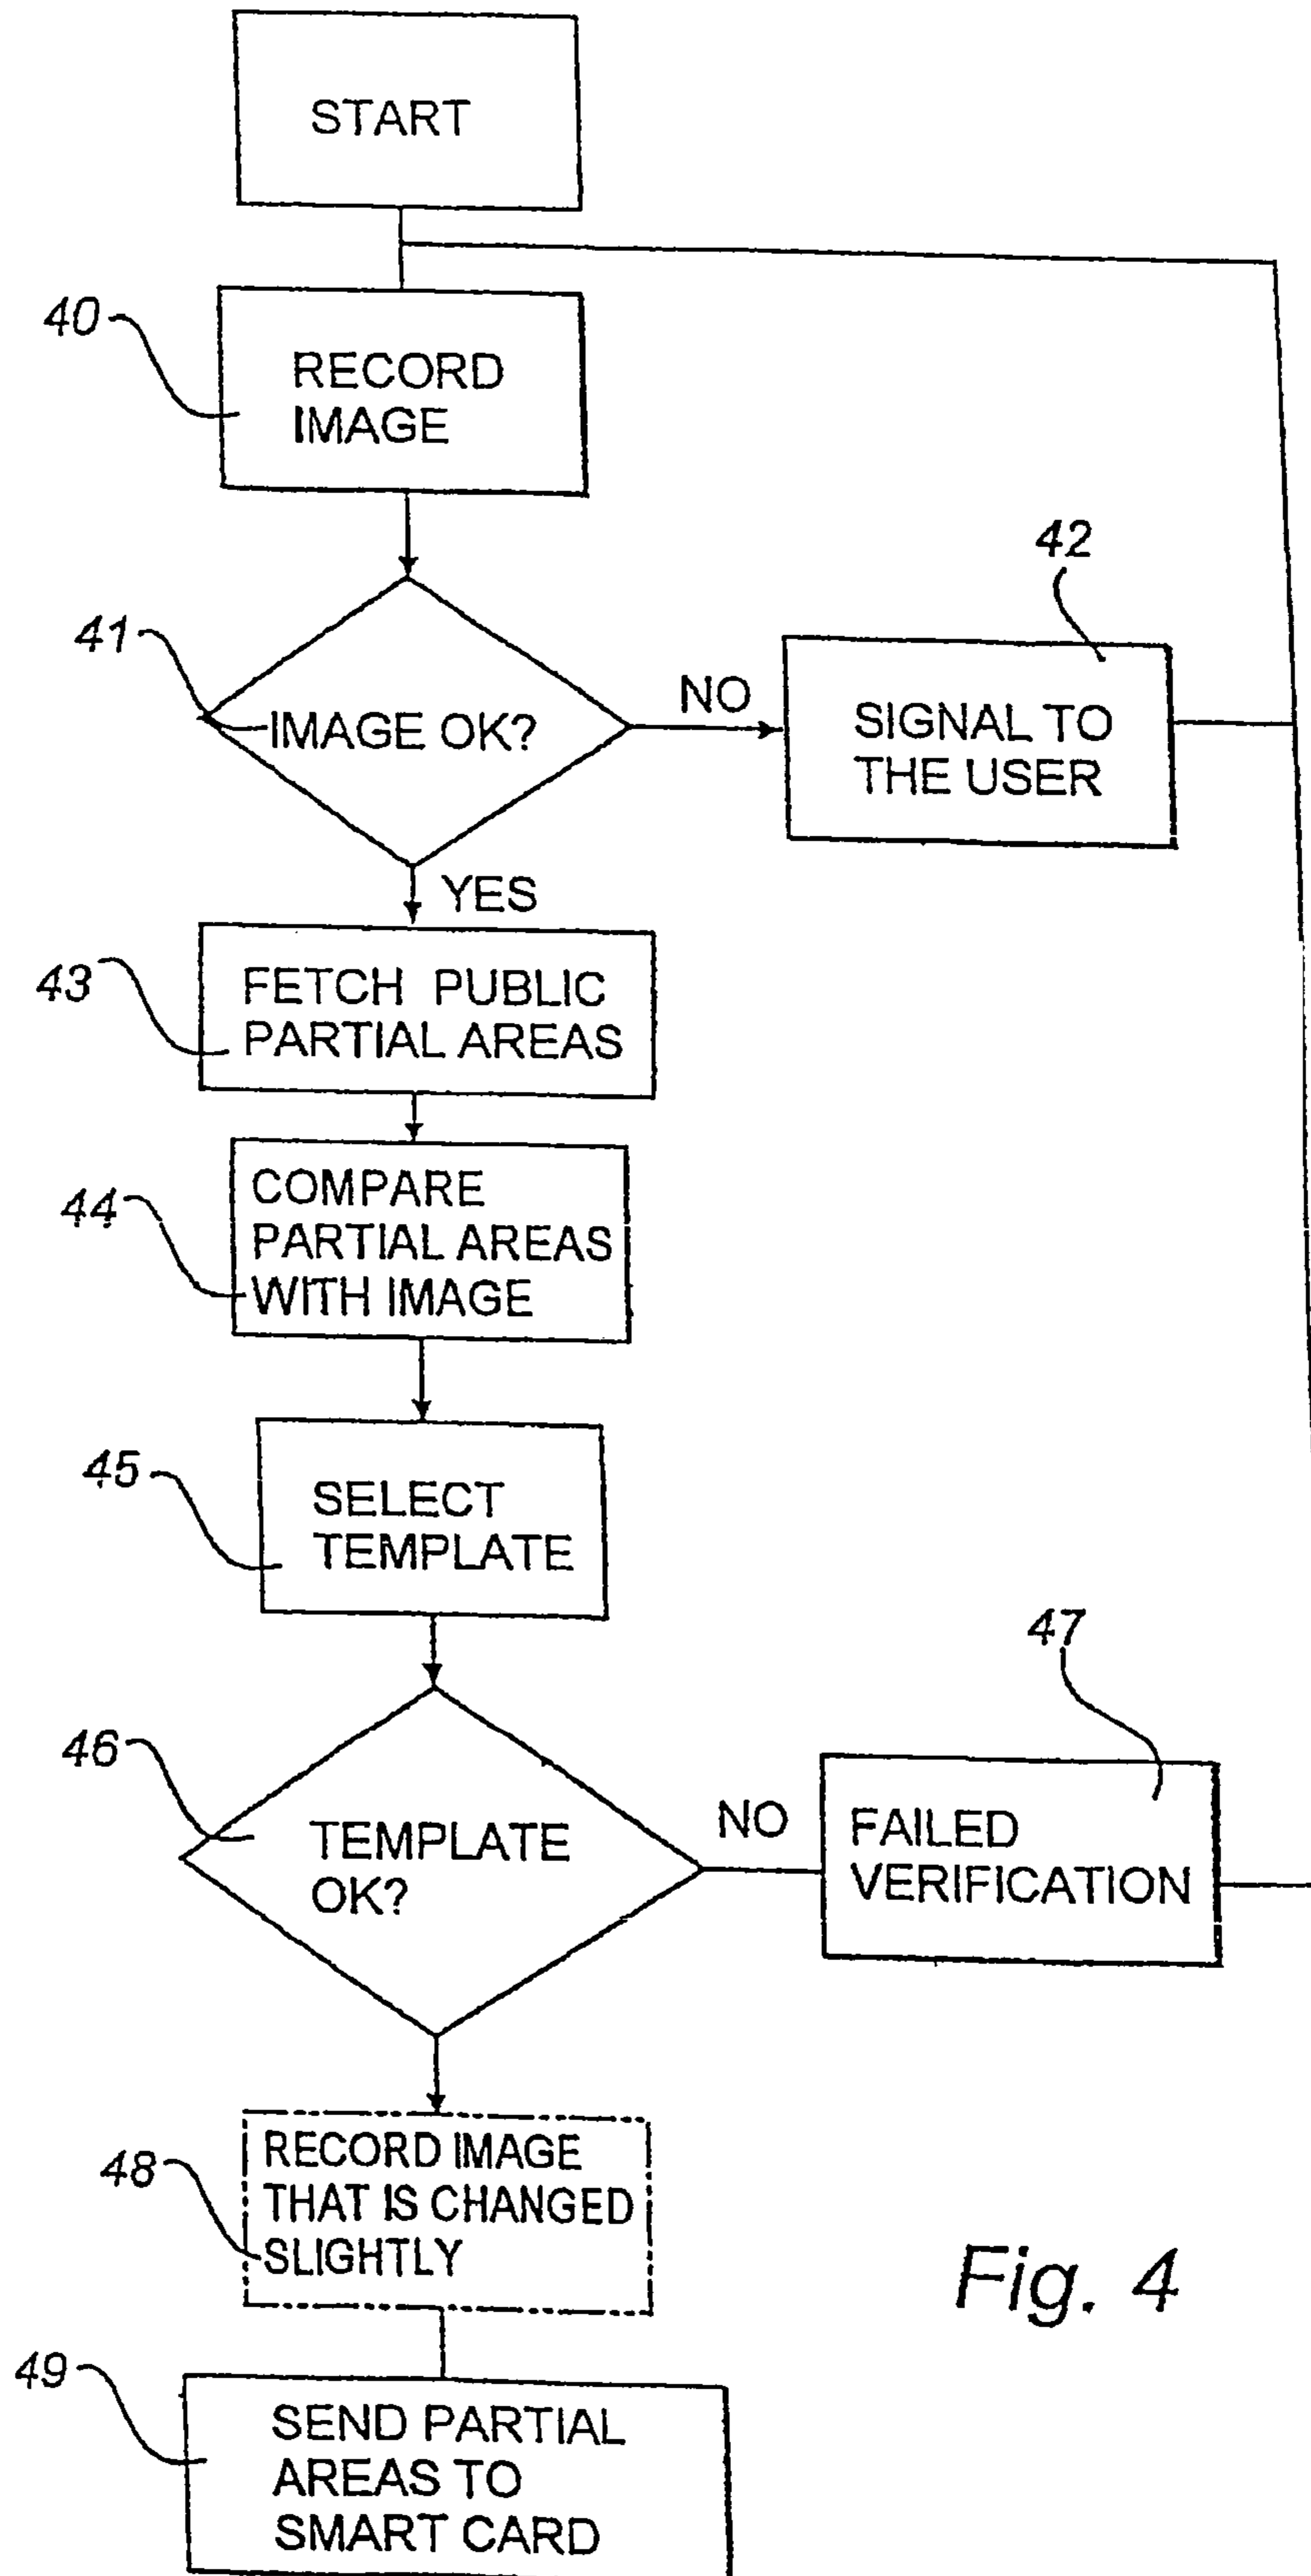 START
40
RECORD
IMAGE
42
41
IMAGE OK?
NO
SIGNAL TO
THE USER
YES
43
FETCH PUBLIC
PARTIAL AREAS
44
COMPARE
PARTIAL AREAS
WITH IMAGE
45
SELECT
TEMPLATE
47
46
TEMPLATE
OK?
NO
FAILED
VERIFICATION
48
RECORD IMAGE
THAT IS CHANGED
SLIGHTLY
Fig. 4
49
SEND PARTIAL
AREAS TO
SMART CARD